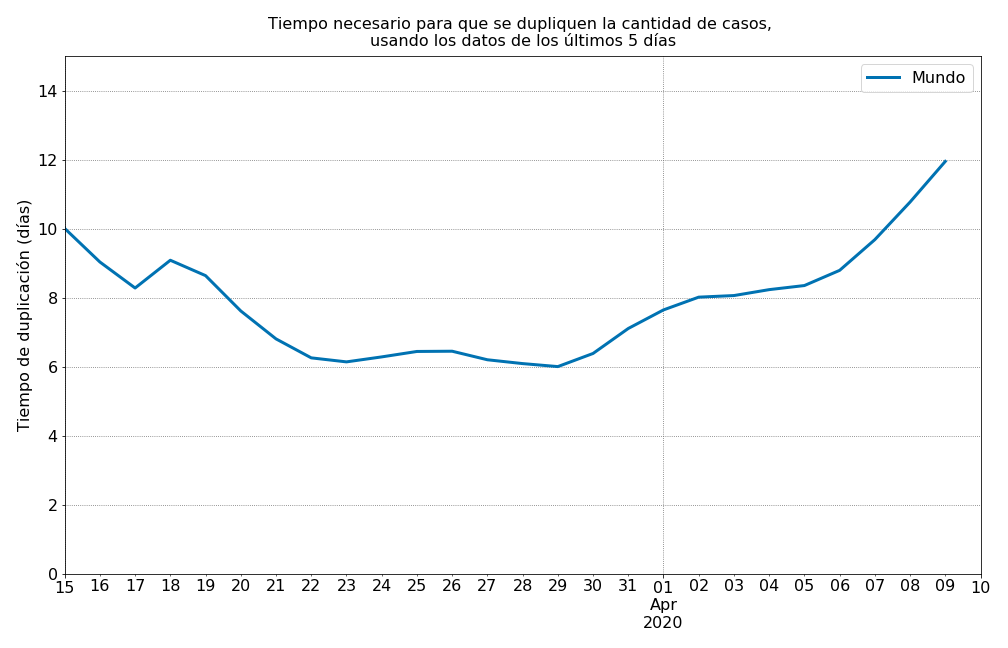 Tiempo necesario para que se dupliquen la cantidad de casos,
usando los datos de los últimos 5 días
Mundo
Tiempo de duplicación (días)
14
12
10
8
6
4
2
0
15 16 17 18 19 20 21 22 23 24 25 26 27 28 29 30 31 01 02 03 04 05 06 07 08 09 10
Apr
2020